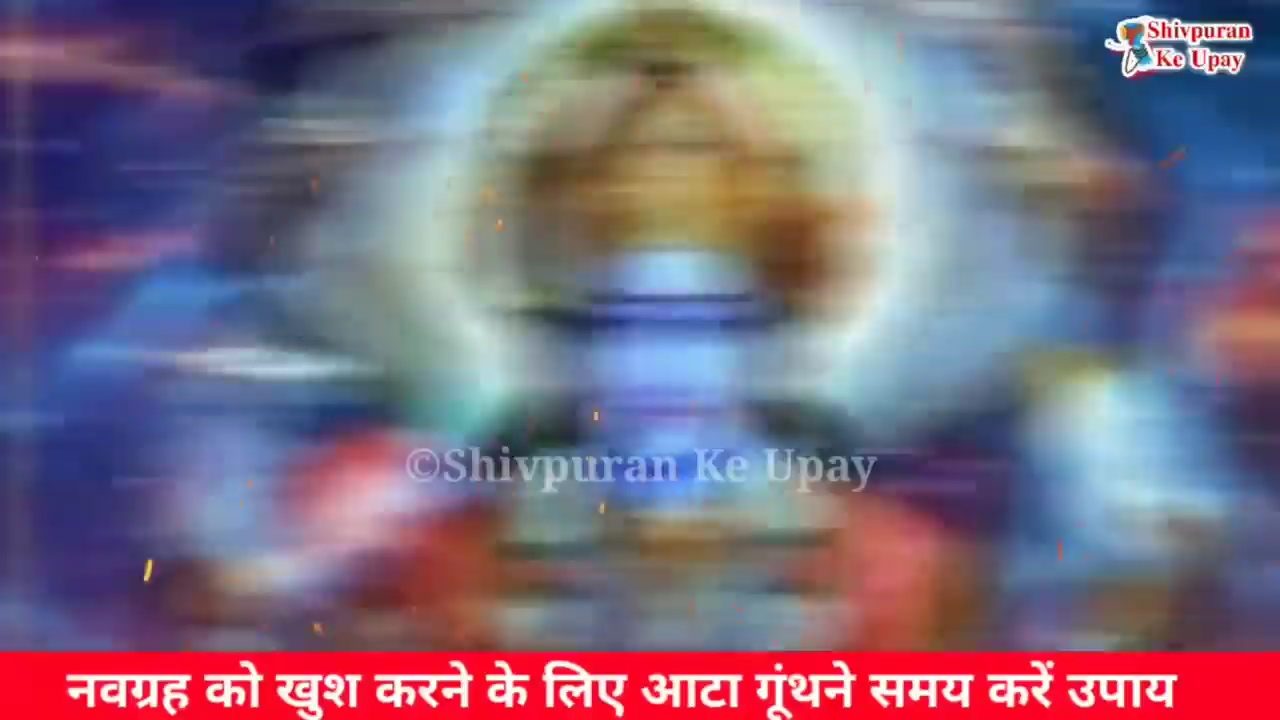 Shivpuran
Ke Upay
©Shivpuran Ke Upay
नवग्रह को खुश करने के लिए आटा गूंथने समय करें उपाय